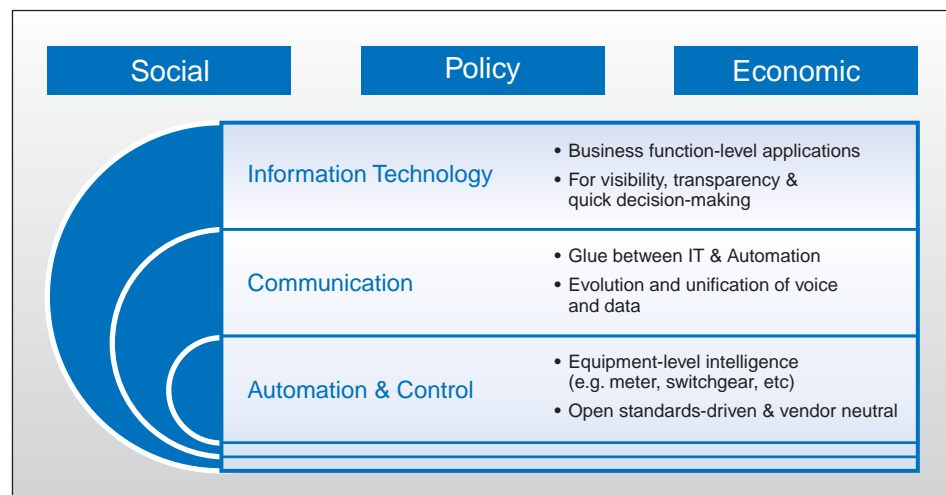 Social
Policy
Economic
Information Technology
• Business function-level applications
• For visibility, transparency &
quick decision-making
Communication
• Glue between IT & Automation
• Evolution and unification of voice
and data
Automation & Control
• Equipment-level intelligence
(e.g. meter, switchgear, etc)
• Open standards-driven & vendor neutral